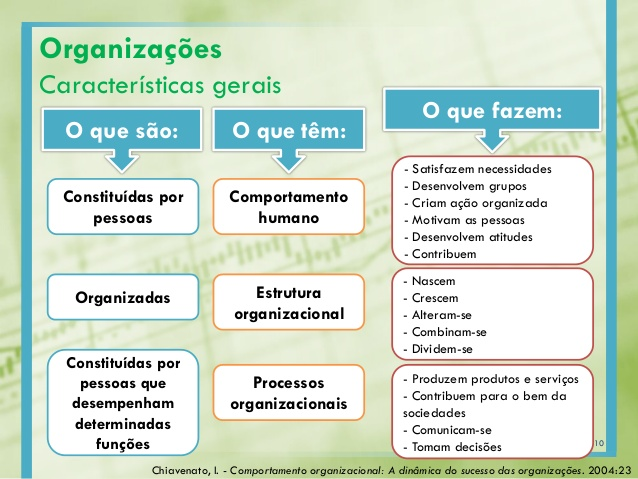 Organizações
Características gerais
O que são:
O que têm:
O que fazem:
Constituídas por
pessoas
Comportamento
humano
- Satisfazem necessidades
- Desenvolvem grupos
- Criam ação organizada
- Motivam as pessoas
- Desenvolvem atitudes
- Contribuem
Organizadas
Estrutura
organizacional
- Nascem
- Crescem
- Alteram-se
- Combinam-se
- Dividem-se
Constituídas por
pessoas que
desempenham
determinadas
funções
Processos
organizacionais
- Produzem produtos e serviços
- Contribuem para o bem da
sociedades
- Comunicam-se
- Tomam decisões
10
Chiavenato, I. - Comportamento organizacional: A dinâmica do sucesso das organizações. 2004:23